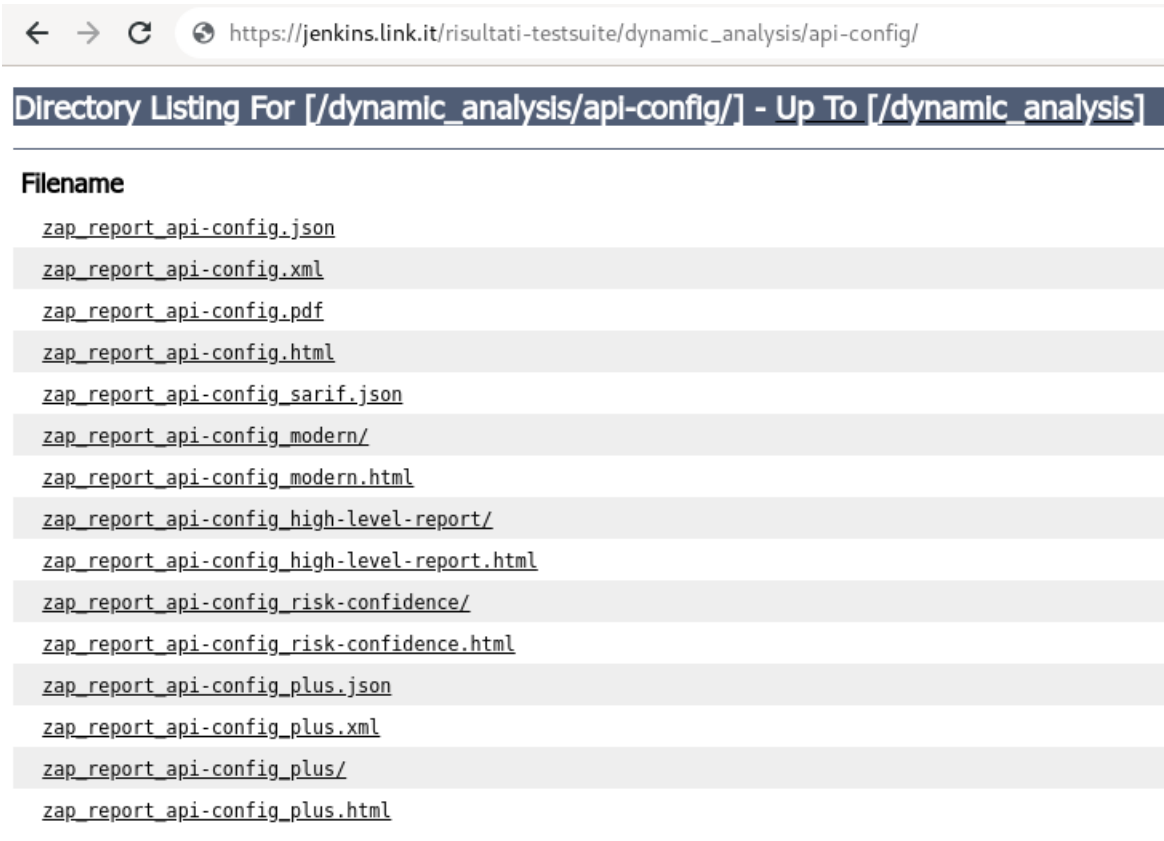 https://jenkins.link.it/risultati-testsuite/dynamic_analysis/api-config/
Directory Listing For [/dynamic_analysis/api-config/] - Up To [/dynamic_analysis]
Filename
zap_report_api-config.json
zap_report_api-config.xml
zap_report_api-config.pdf
zap_report_api-config.html
zap_report_api-config_sarif.json
zap_report_api-config_modern/
zap_report_api-config_modern.html
zap_report_api-config_high-level-report/
zap_report_api-config_high-level-report.html
zap_report_api-config_risk-confidence/
zap_report_api-config_risk-confidence.html
zap_report_api-config_plus.json
zap_report_api-config_plus.xml
zap_report_api-config_plus/
zap_report_api-config_plus.html